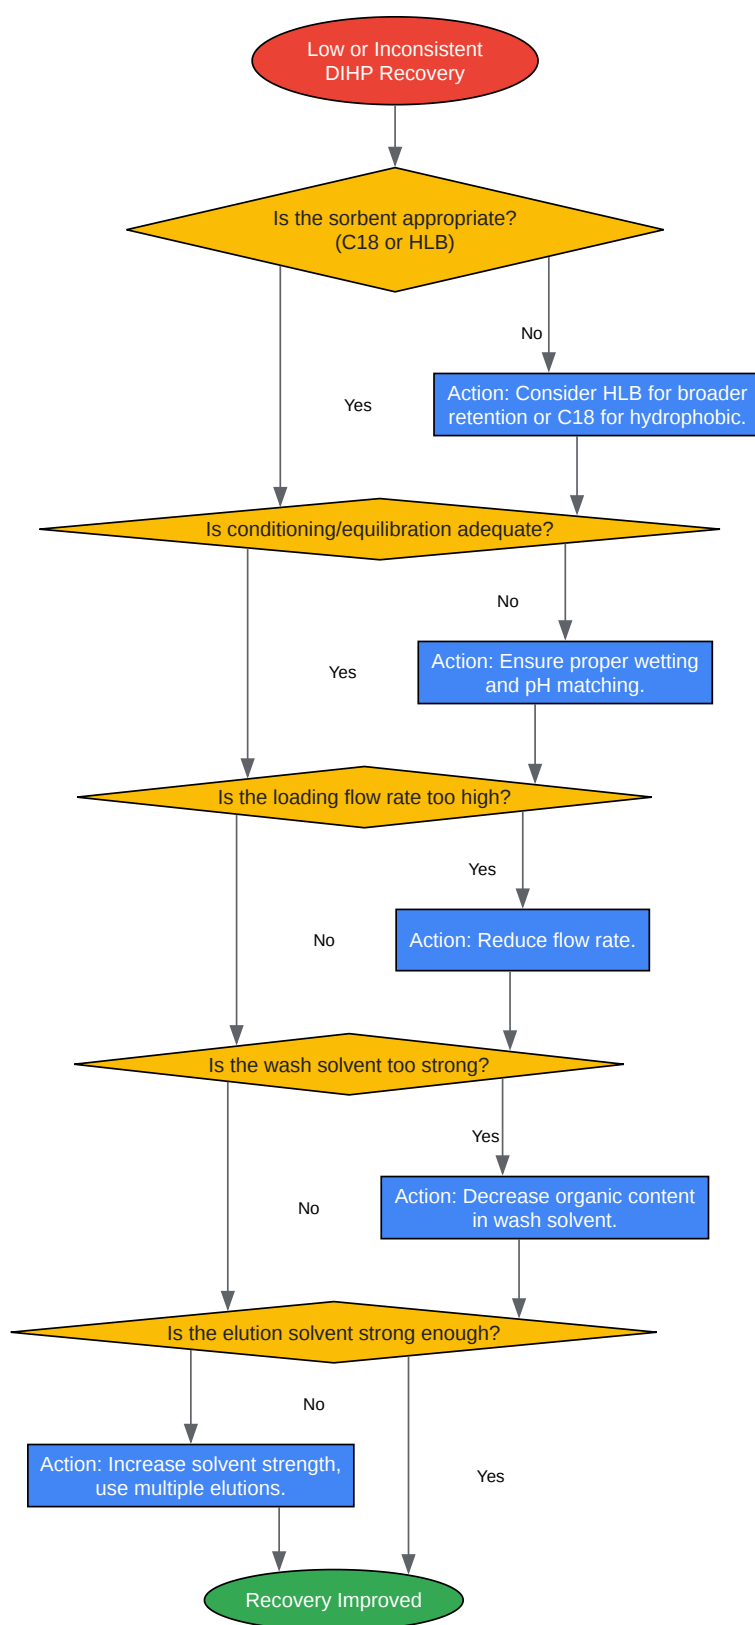 Low or Inconsistent
DIHP Recovery
Is the sorbent appropriate?
(C18 or HLB)
No
Action: Consider HLB for broader
retention or C18 for hydrophobic.
Yes
Is conditioning/equilibration adequate?
No
Action: Ensure proper wetting
and pH matching.
Yes
Is the loading flow rate too high?
Yes
Action: Reduce flow rate.
No
Is the wash solvent too strong?
Yes
Action: Decrease organic content
in wash solvent.
No
Is the elution solvent strong enough?
No
Action: Increase solvent strength,
use multiple elutions.
Yes
Recovery Improved